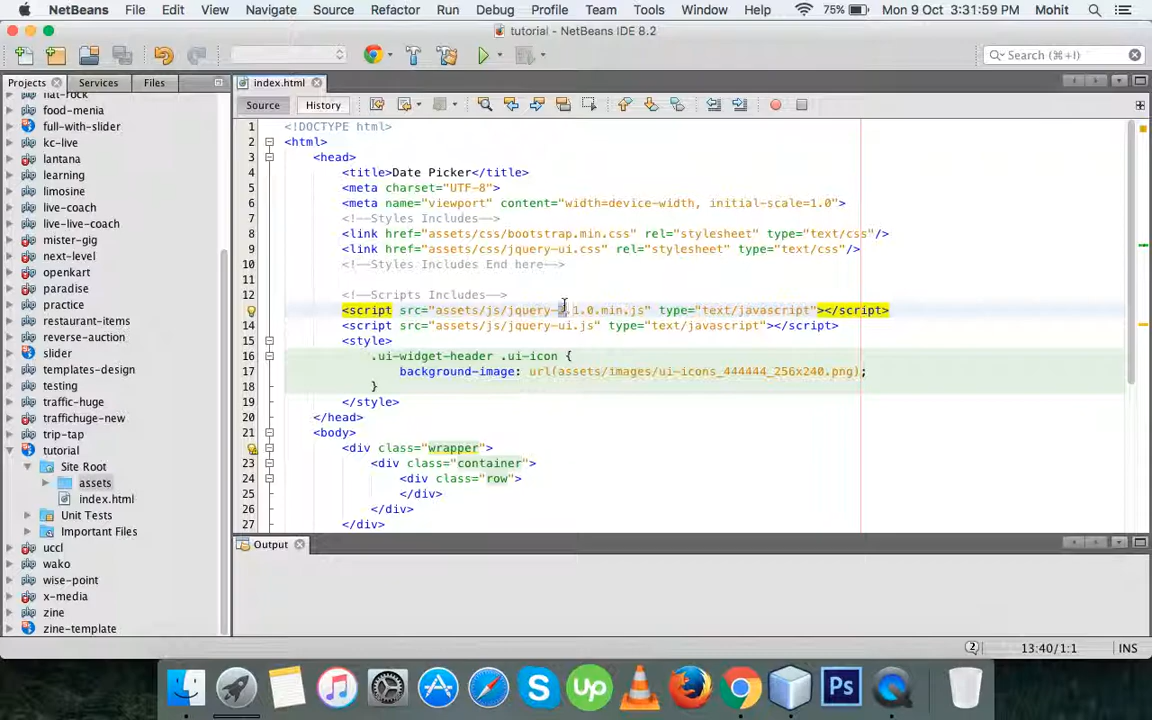 NetBeans File Edit View Navigate Source Refactor Run Debug Profile Team Tools Window Help 75% Mon 9 Oct 3:31:59 PM Mohit
tutorial - NetBeans IDE 8.2
Search (⌘+I)
Projects Services Files
index.html
Source History
flat-rock
food-menia
full-with-slider
kc-live
lantana
learning
limosine
live-coach
live-live-coach
mister-gig
next-level
openkart
paradise
practice
restaurant-items
reverse-auction
slider
templates-design
testing
traffic-huge
traffichuge-new
trip-tap
tutorial
Site Root
assets
index.html
Unit Tests
Important Files
uccl
wako
wise-point
x-media
zine
zine-template
1 <!DOCTYPE html>
2 <html>
3 <head>
4 <title>Date Picker</title>
5 <meta charset="UTF-8">
6 <meta name="viewport" content="width=device-width, initial-scale=1.0">
7 <!--Styles Includes-->
8 <link href="assets/css/bootstrap.min.css" rel="stylesheet" type="text/css"/>
9 <link href="assets/css/jquery-ui.css" rel="stylesheet" type="text/css"/>
10 <!--Styles Includes End here-->
11
12 <!--Scripts Includes-->
<script src="assets/js/jquery- .1.0.min.js" type="text/javascript"></script>
14 <script src="assets/js/jquery-ui.js" type="text/javascript"></script>
15 <style>
16 .ui-widget-header .ui-icon {
17 background-image: url(assets/images/ui-icons_444444_256x240.png);
18 }
19 </style>
20 </head>
21 <body>
<div class="wrapper">
23 <div class="container">
24 <div class="row">
25 </div>
26 </div>
27 </div>
Output
2 13:40/1:1 INS
Ps